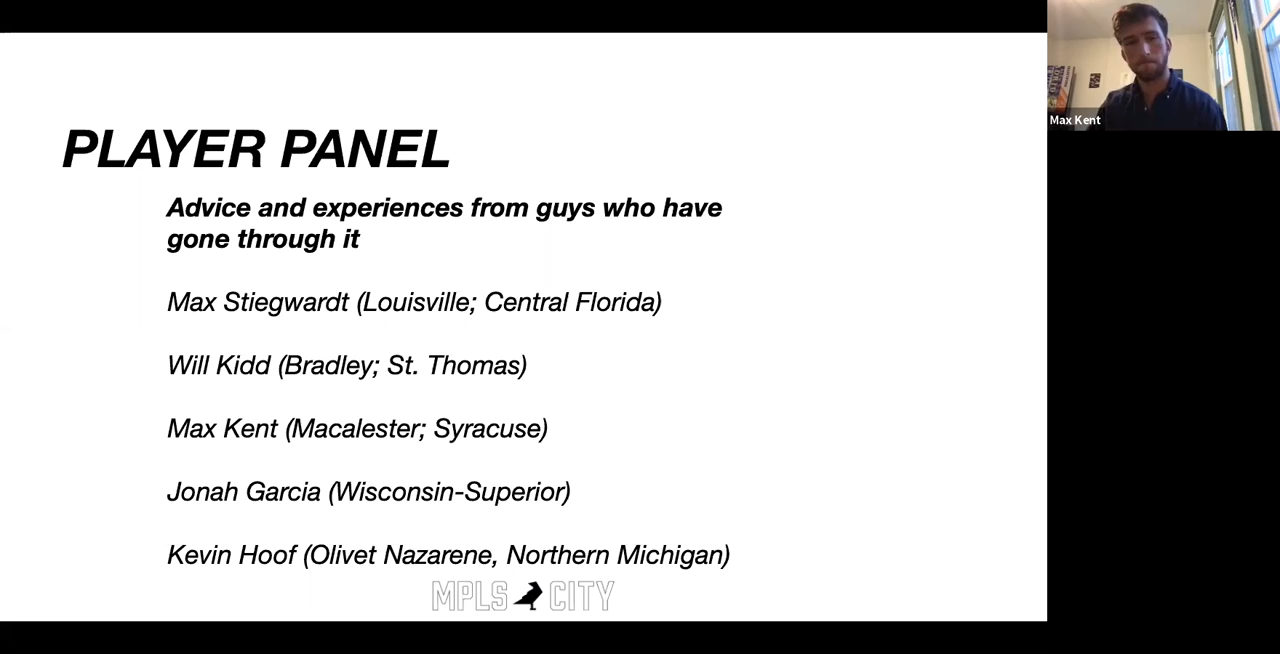 PLAYER PANEL
Advice and experiences from guys who have
gone through it
Max Stiegwardt (Louisville; Central Florida)
Will Kidd (Bradley; St. Thomas)
Max Kent (Macalester; Syracuse)
Jonah Garcia (Wisconsin-Superior)
Kevin Hoof (Olivet Nazarene, Northern Michigan)
MPLS CITY
Max Kent